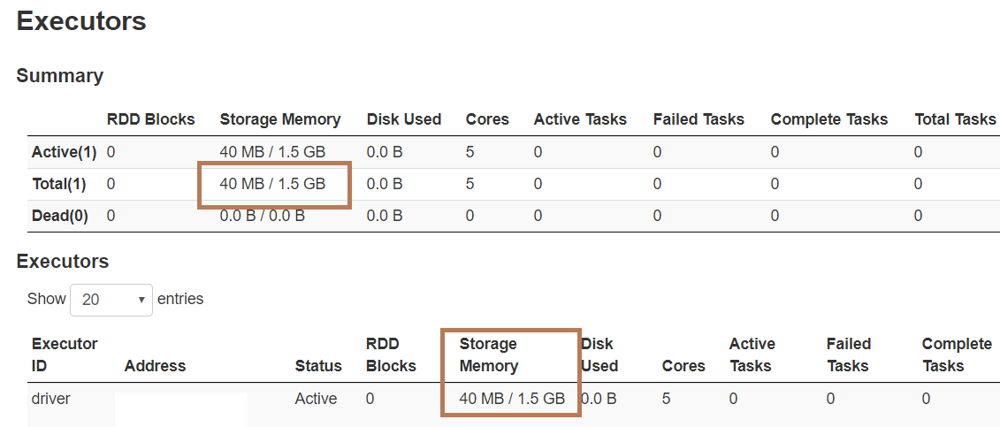 Executors
Summary
RDD Blocks Storage Memory Disk Used Cores Active Tasks Failed Tasks Complete Tasks Total Tasks
Active(1) 0 40 MB / 1.5 GB 0.0 B 5 0 0 0 0
Total(1) 0 40 MB / 1.5 GB 0.0 B 5 0 0 0 0
Dead(0) 0 0.0 B / 0.0 B 0.0 B 0 0 0 0 0
Executors
Show 20 entries
Executor ID Address Status RDD Blocks Storage Memory Disk Used Cores Active Tasks Failed Tasks Complete Tasks
driver Active 0 40 MB / 1.5 GB 0.0 B 5 0 0 0